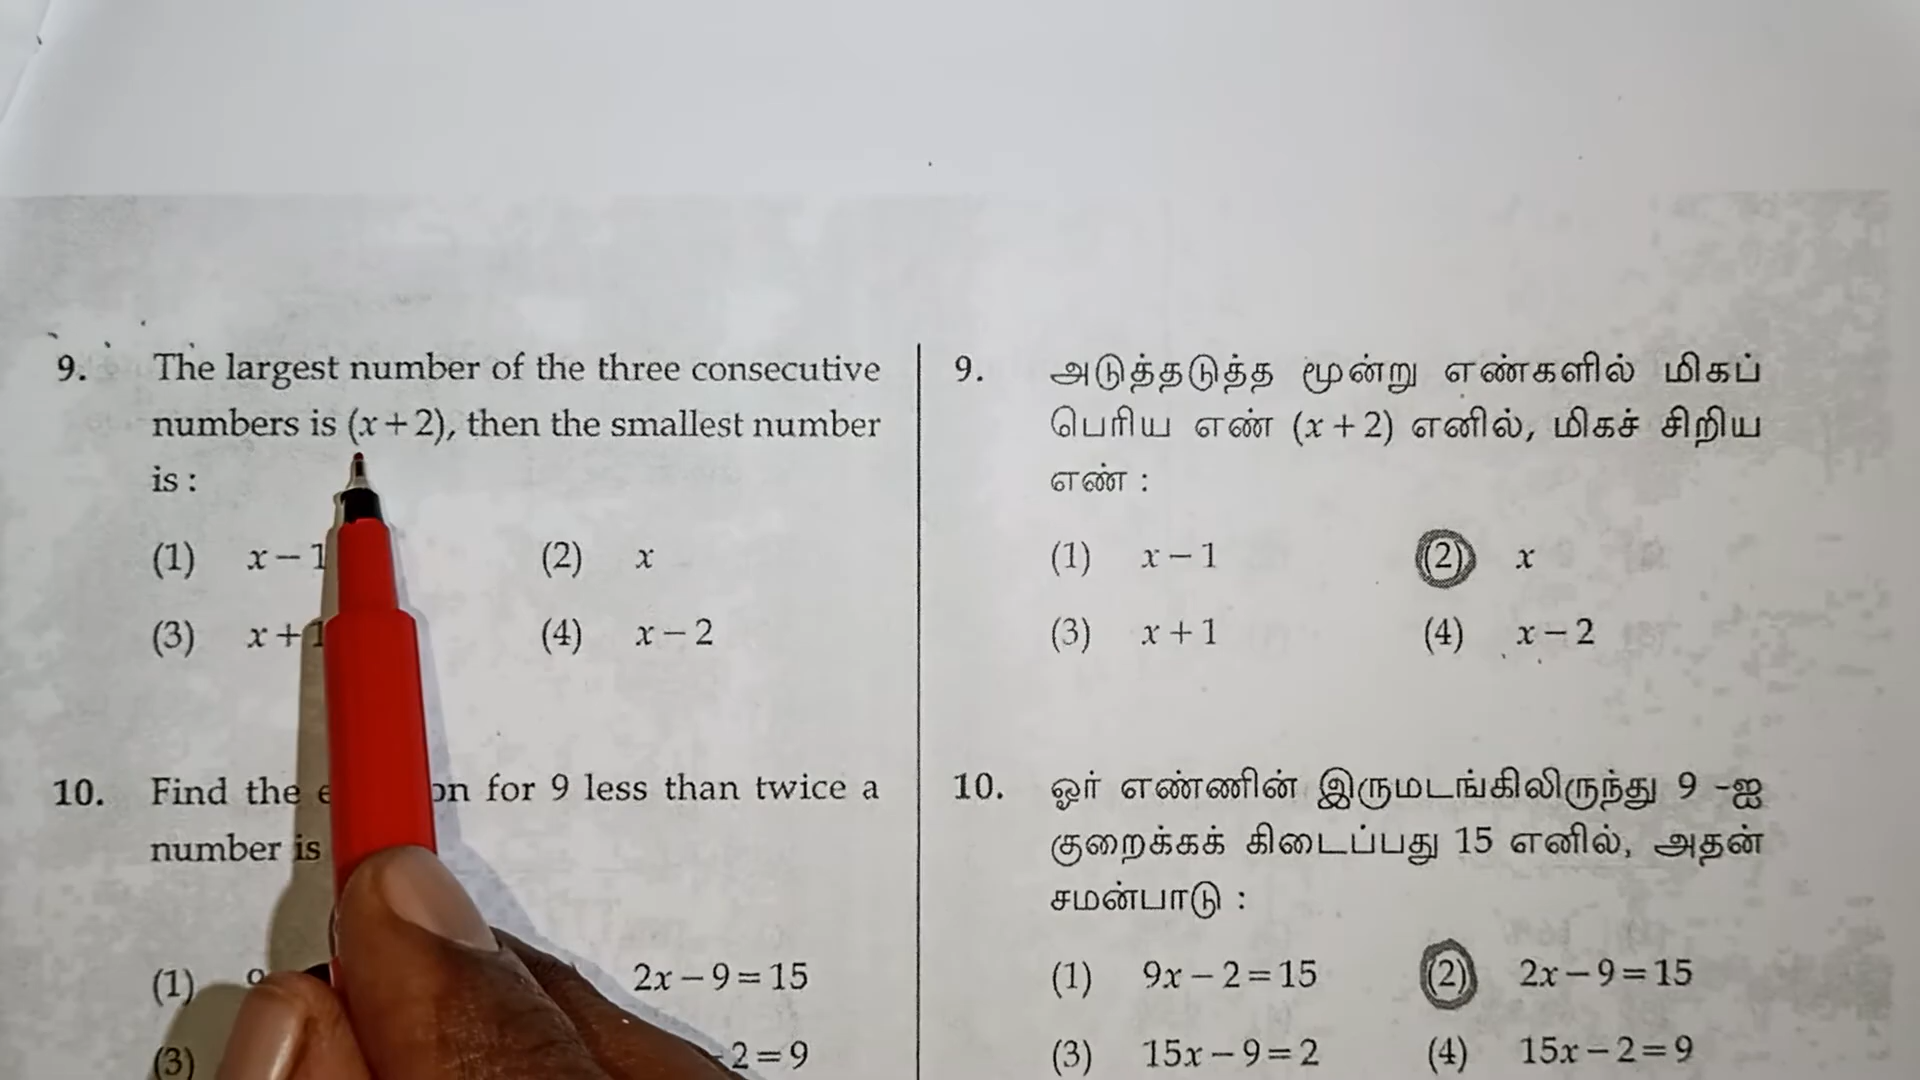 9. The largest number of the three consecutive
numbers is (x + 2), then the smallest number
is :
(1) x − 1 (2) x
(3) x + 1 (4) x − 2
10. Find the for 9 less than twice a
number is
(1) 2x − 9 = 15
(3) 2 = 9
9. அடுத்தடுத்த மூன்று எண்களில் மிகப்
பெரிய எண் (x + 2) எனில், மிகச் சிறிய
எண் :
(1) x − 1 (2) x
(3) x + 1 (4) x − 2
10. ஓர் எண்ணின் இருமடங்கிலிருந்து 9 -ஐ
குறைக்கக் கிடைப்பது 15 எனில், அதன்
சமன்பாடு :
(1) 9x − 2 = 15 (2) 2x − 9 = 15
(3) 15x − 9 = 2 (4) 15x − 2 = 9